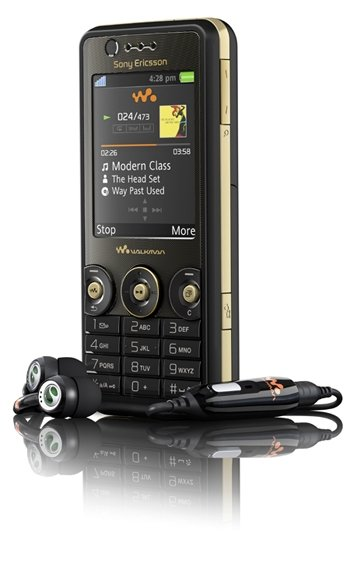 Sony Ericsson
4:28 pm
024/473
02:26 03:58
Modern Class
The Head Set
Way Past Used
Stop More
WALKMAN
C
1 2 ABC 3 DEF
4 GHI 5 JKL 6 MNO
7 PQRS 8 TUV 9 WXYZ
*a/A 0 + #